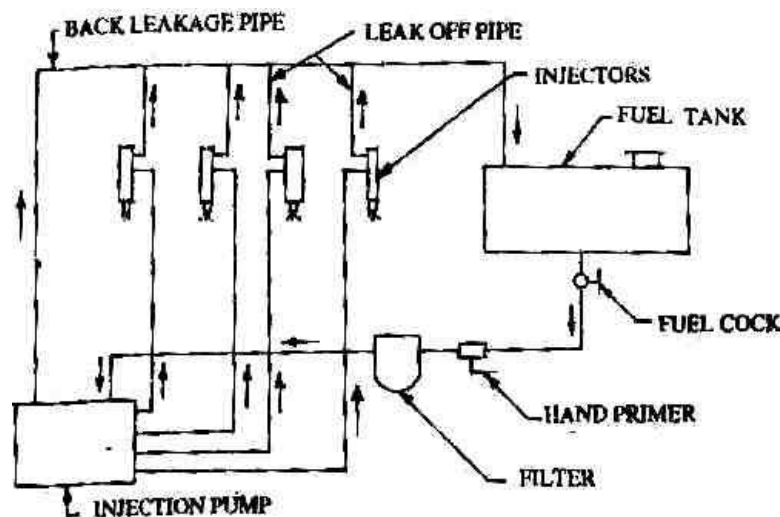 BACK LEAKAGE PIPE
LEAK OFF PIPE
INJECTORS
FUEL TANK
FUEL COCK
HAND PRIMER
FILTER
INJECTION PUMP